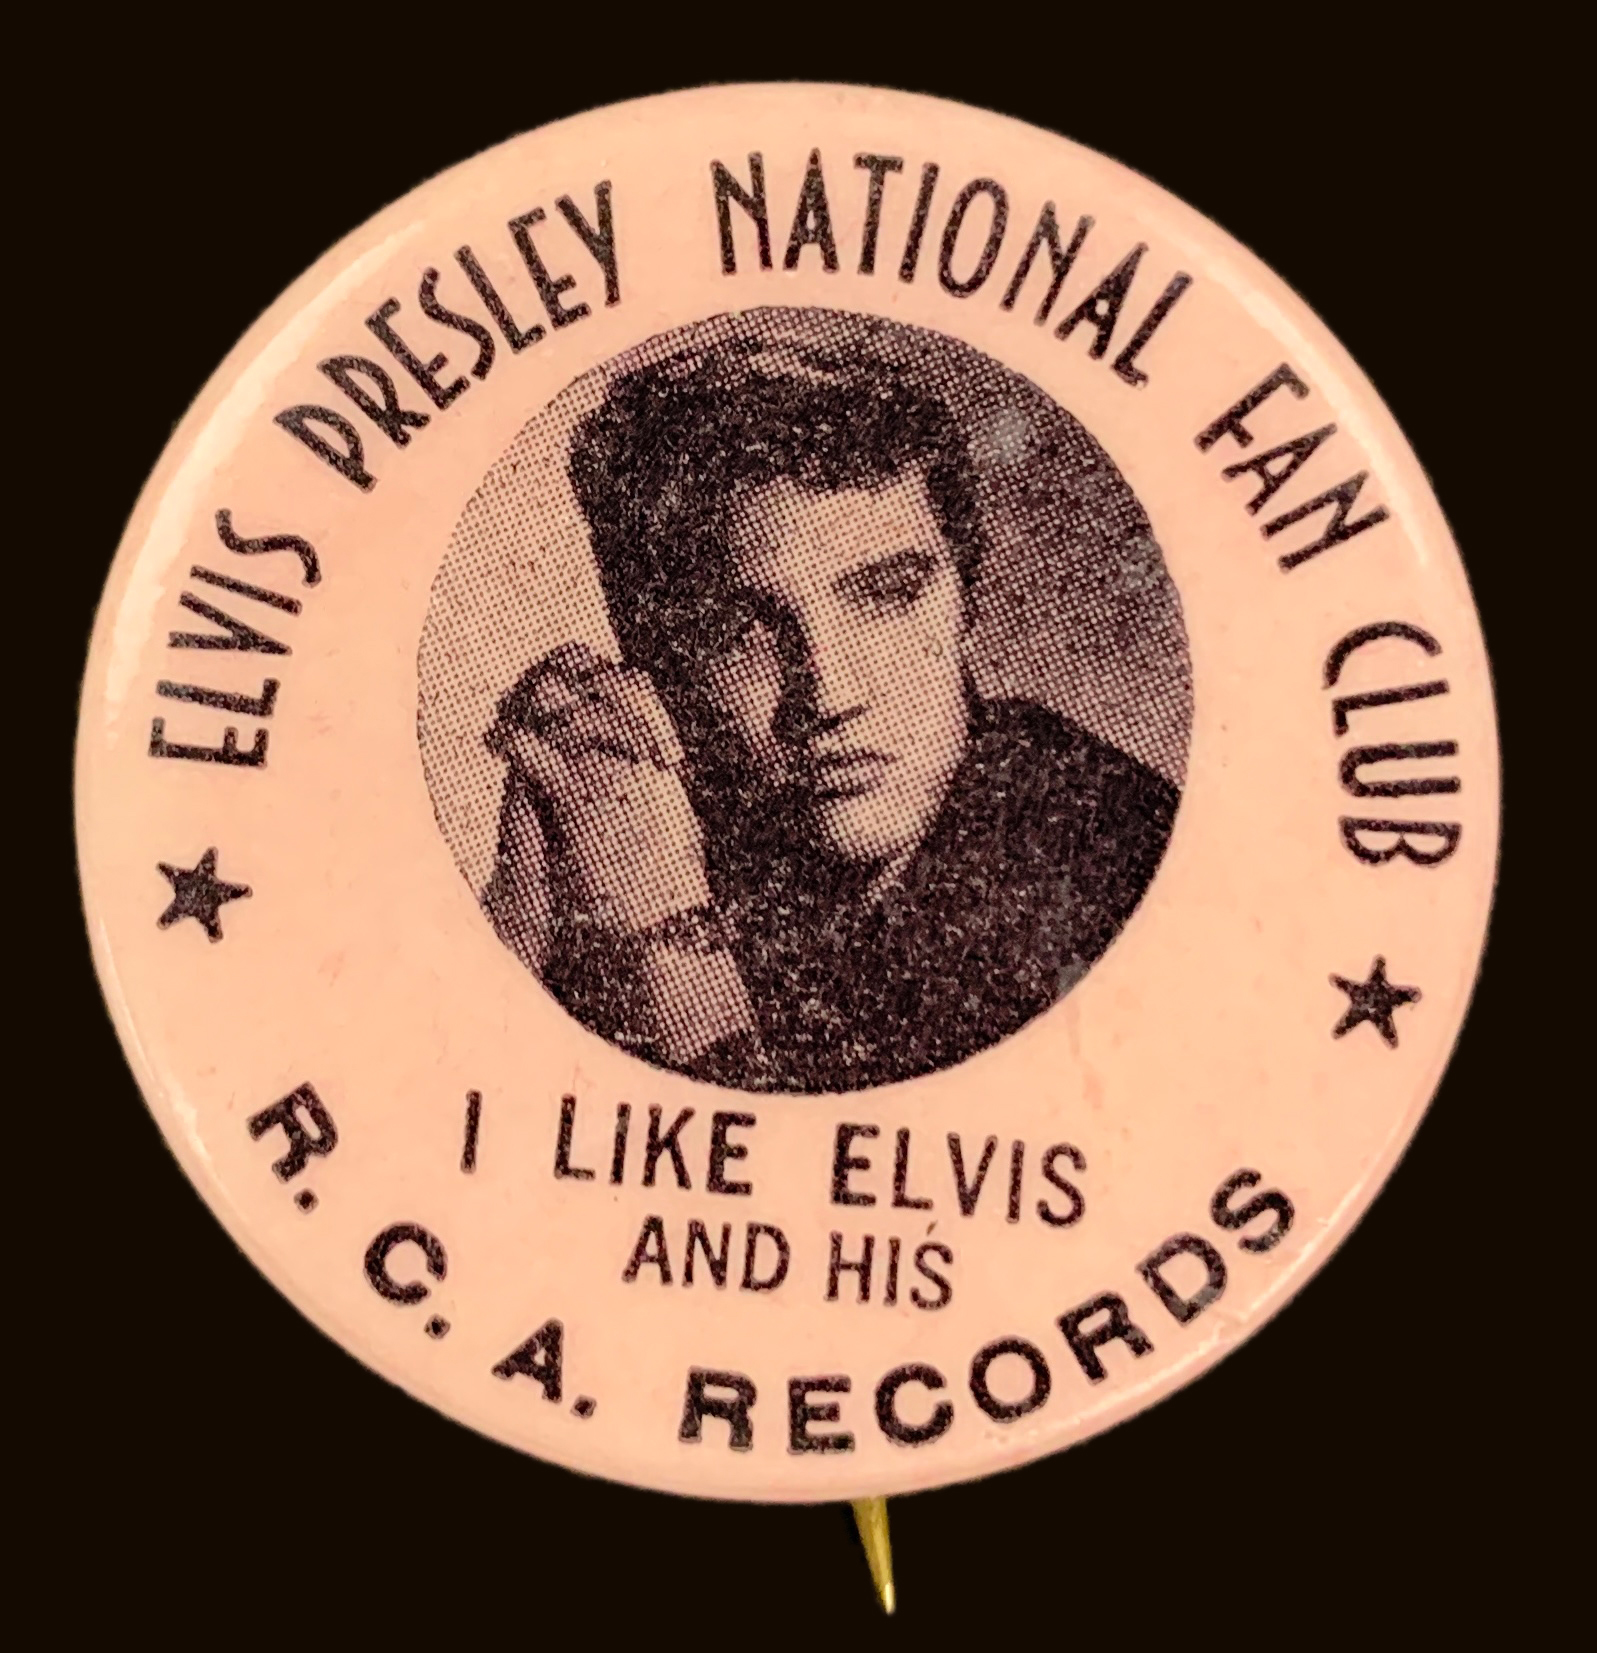 ELVIS PRESLEY NATIONAL FAN CLUB
I LIKE ELVIS
AND HIS
R. C. A. RECORDS